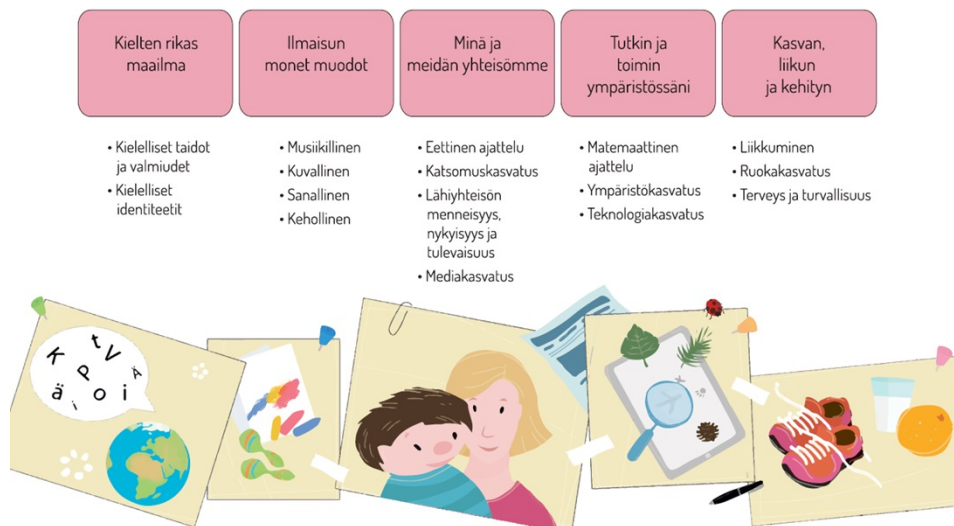 Kielten rikas
maailma
Ilmaisun
monet muodot
Minä ja
meidän yhteisömme
Tutkin ja
toimin
ympäristössäni
Kasvan,
liikun
ja kehityn
• Kielelliset taidot
ja valmiudet
• Kielelliset
identiteetit
• Musiikillinen
• Kuvallinen
• Sanallinen
• Kehollinen
• Eettinen ajattelu
• Katsomuskasvatus
• Lähiyhteisön
menneisyys,
nykyisyys ja
tulevaisuus
• Mediakasvatus
• Matemaattinen
ajattelu
• Ympäristökasvatus
• Teknologiakasvatus
• Liikkuminen
• Ruokakasvatus
• Terveys ja turvallisuus
K t V
P Ä
ä i o i